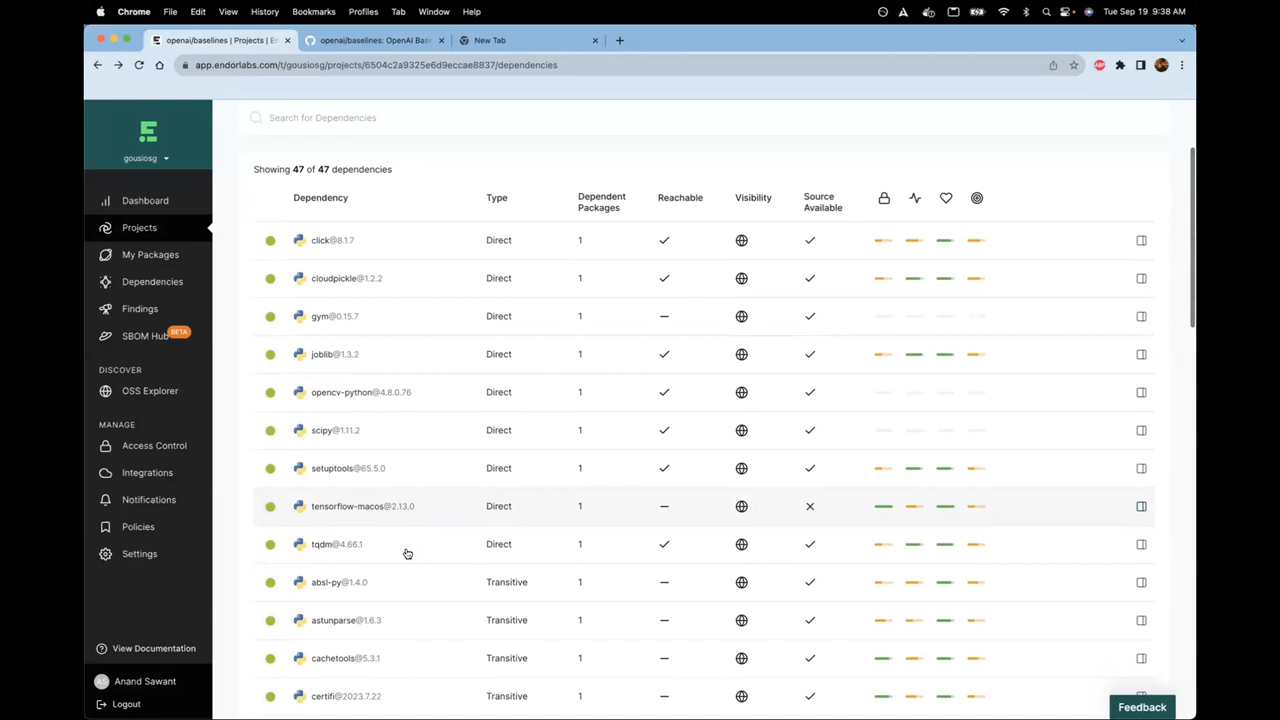 Chrome File Edit View History Bookmarks Profiles Tab Window Help Tue Sep 19 9:38 AM
openai/baselines | Projects | En openai/baselines: OpenAI Base New Tab
app.endorlabs.com/t/gousiosg/projects/6504c2a9325e6d9eccae8837/dependencies
gousiosg
Dashboard
Projects
My Packages
Dependencies
Findings
SBOM Hub BETA
DISCOVER
OSS Explorer
MANAGE
Access Control
Integrations
Notifications
Policies
Settings
View Documentation
AS Anand Sawant
Logout
Search for Dependencies
Showing 47 of 47 dependencies
Dependency Type Dependent Packages Reachable Visibility Source Available
click@8.1.7 Direct 1
cloudpickle@1.2.2 Direct 1
gym@0.15.7 Direct 1
joblib@1.3.2 Direct 1
opencv-python@4.8.0.76 Direct 1
scipy@1.11.2 Direct 1
setuptools@65.5.0 Direct 1
tensorflow-macos@2.13.0 Direct 1
tqdm@4.66.1 Direct 1
absl-py@1.4.0 Transitive 1
astunparse@1.6.3 Transitive 1
cachetools@5.3.1 Transitive 1
certifi@2023.7.22 Transitive 1
Feedback